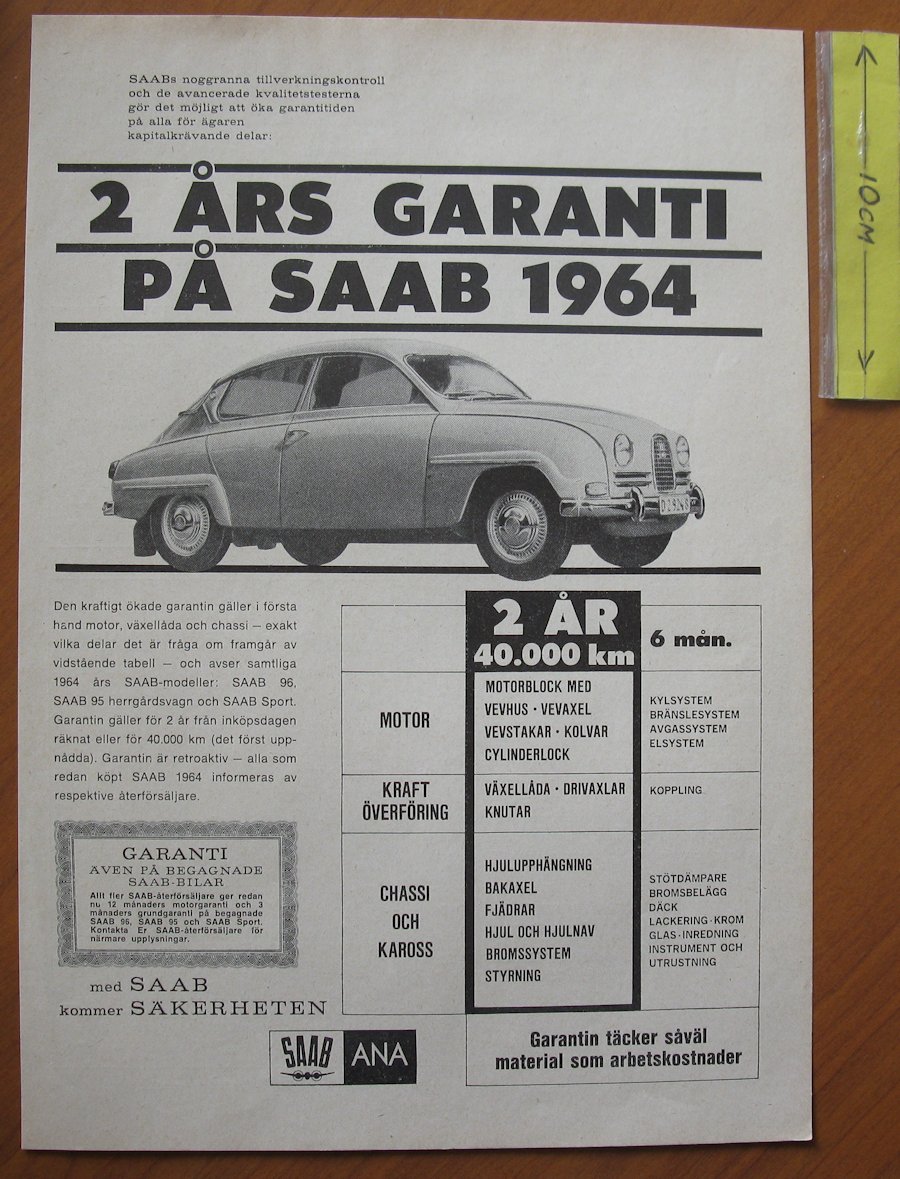 SAABs noggranna tillverkningskontroll
och de avancerade kvalitetstesterna
gör det möjligt att öka garantitiden
på alla för ägaren
kapitalkrävande delar:
2 ÅRS GARANTI
PÅ SAAB 1964
10CM
D29248
Den kraftigt ökade garantin gäller i första
hand motor, växellåda och chassi — exakt
vilka delar det är fråga om framgår av
vidstående tabell — och avser samtliga
1964 års SAAB-modeller: SAAB 96,
SAAB 95 herrgårdsvagn och SAAB Sport.
Garantin gäller för 2 år från inköpsdagen
räknat eller för 40.000 km (det först upp-
nådda). Garantin är retroaktiv — alla som
redan köpt SAAB 1964 informeras av
respektive återförsäljare.
GARANTI
ÄVEN PÅ BEGAGNADE
SAAB-BILAR
Allt fler SAAB-återförsäljare ger redan
nu 12 månaders motorgaranti och 3
månaders grundgaranti på begagnade
SAAB 96, SAAB 95 och SAAB Sport.
Kontakta Er SAAB-återförsäljare för
närmare upplysningar.
med SAAB
kommer SÄKERHETEN
SAAB ANA
2 ÅR
40.000 km
6 mån.
MOTOR
MOTORBLOCK MED
VEVHUS · VEVAXEL
VEVSTAKAR · KOLVAR
CYLINDERLOCK
KYLSYSTEM
BRÄNSLESYSTEM
AVGASSYSTEM
ELSYSTEM
KRAFT
ÖVERFÖRING
VÄXELLÅDA · DRIVAXLAR
KNUTAR
KOPPLING
CHASSI
OCH
KAROSS
HJULUPPHÄNGNING
BAKAXEL
FJÄDRAR
HJUL OCH HJULNAV
BROMSSYSTEM
STYRNING
STÖTDÄMPARE
BROMSBELÄGG
DÄCK
LACKERING·KROM
GLAS·INREDNING
INSTRUMENT OCH
UTRUSTNING
Garantin täcker såväl
material som arbetskostnader